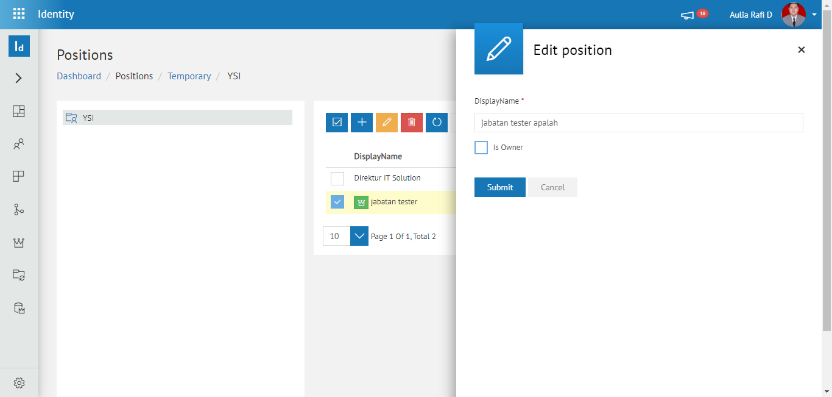 Identity
18
Aulia Rafi D
Id
Positions
Dashboard / Positions / Temporary / YSI
YSI
DisplayName
Direktur IT Solution
jabatan tester
10
Page 1 Of 1, Total 2
Edit position
DisplayName *
jabatan tester apalah
Is Owner
Submit
Cancel